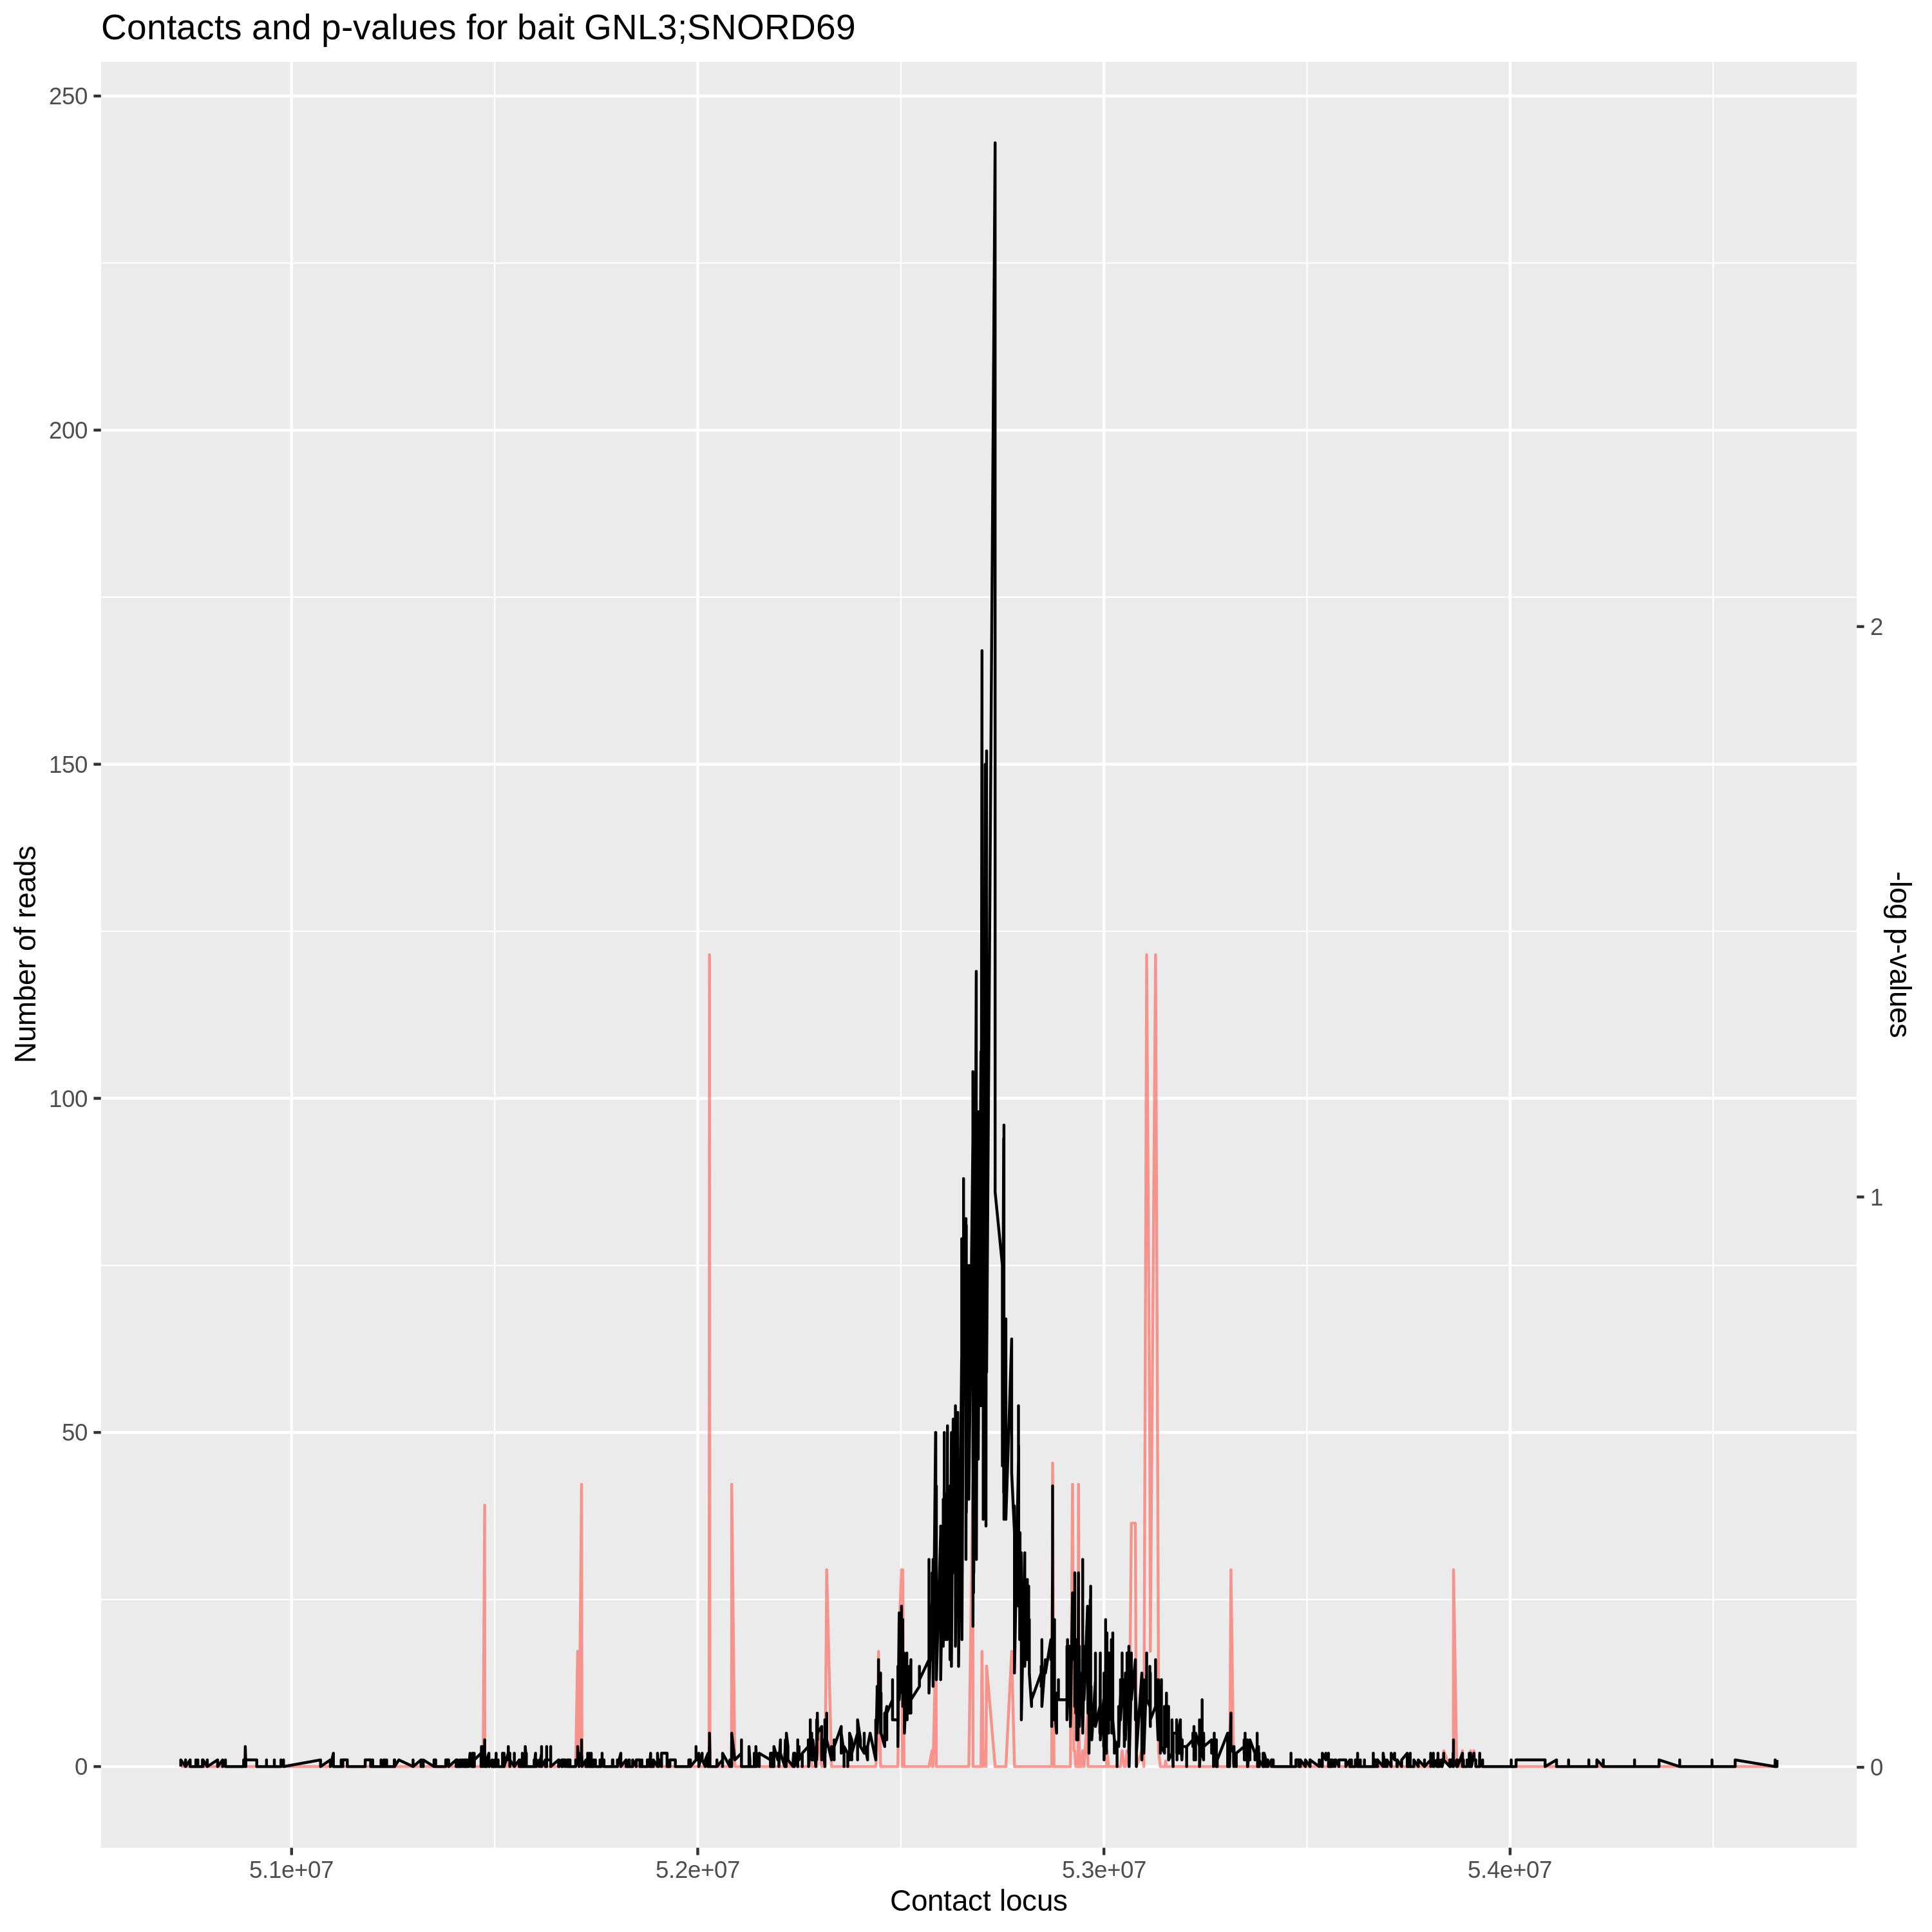 Contacts and p-values for bait GNL3;SNORD69
250
200
150
100
50
0
Number of reads
2
1
0
-log p-values
5.1e+07
5.2e+07
5.3e+07
5.4e+07
Contact locus